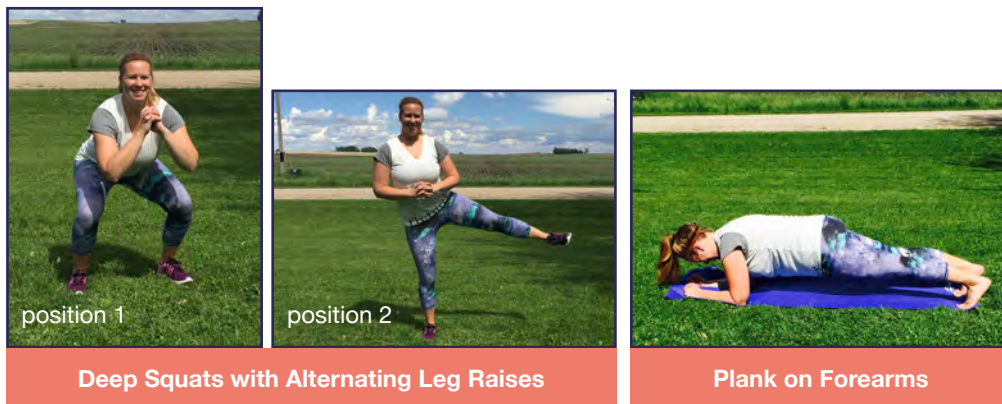 position 1
position 2
Deep Squats with Alternating Leg Raises
Plank on Forearms